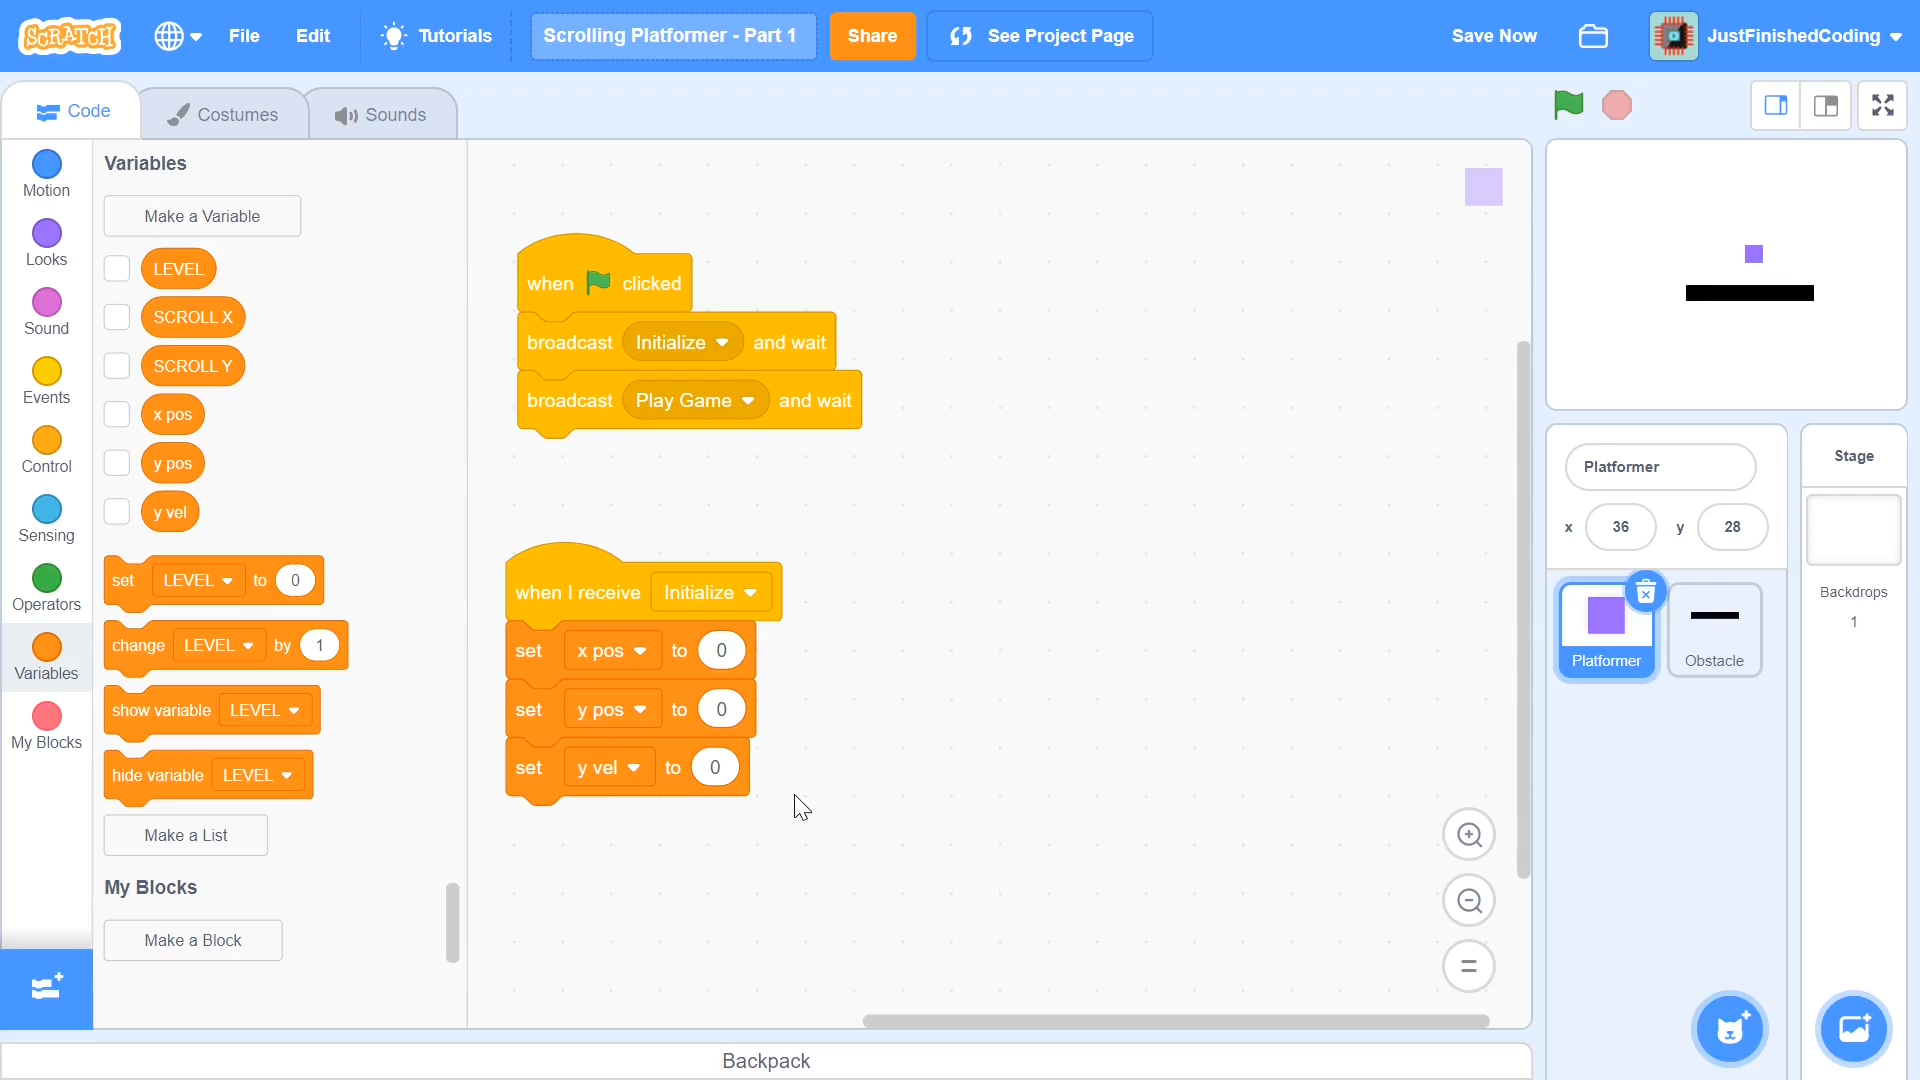 SCRATCH
File
Edit
Tutorials
Scrolling Platformer - Part 1
Share
See Project Page
Save Now
JustFinishedCoding
Code
Costumes
Sounds
Motion
Looks
Sound
Events
Control
Sensing
Operators
Variables
My Blocks
Variables
Make a Variable
LEVEL
SCROLL X
SCROLL Y
x pos
y pos
y vel
set LEVEL to 0
change LEVEL by 1
show variable LEVEL
hide variable LEVEL
Make a List
My Blocks
Make a Block
when clicked
broadcast Initialize and wait
broadcast Play Game and wait
when I receive Initialize
set x pos to 0
set y pos to 0
set y vel to 0
Platformer
x 36 y 28
Platformer
Obstacle
Stage
Backdrops
1
Backpack